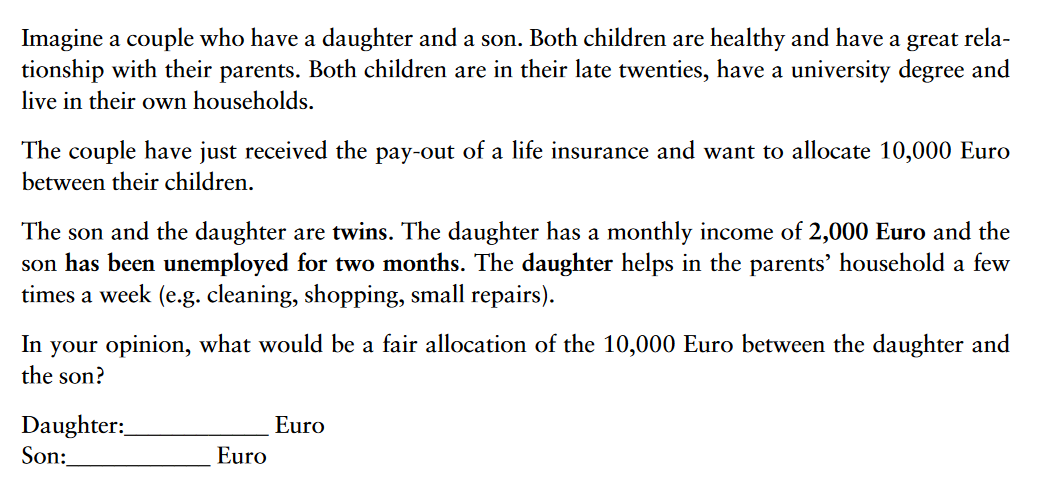 Imagine a couple who have a daughter and a son. Both children are healthy and have a great rela-
tionship with their parents. Both children are in their late twenties, have a university degree and
live in their own households.
The couple have just received the pay-out of a life insurance and want to allocate 10,000 Euro
between their children.
The son and the daughter are twins. The daughter has a monthly income of 2,000 Euro and the
son has been unemployed for two months. The daughter helps in the parents’ household a few
times a week (e.g. cleaning, shopping, small repairs).
In your opinion, what would be a fair allocation of the 10,000 Euro between the daughter and
the son?
Daughter:____________ Euro
Son:____________ Euro